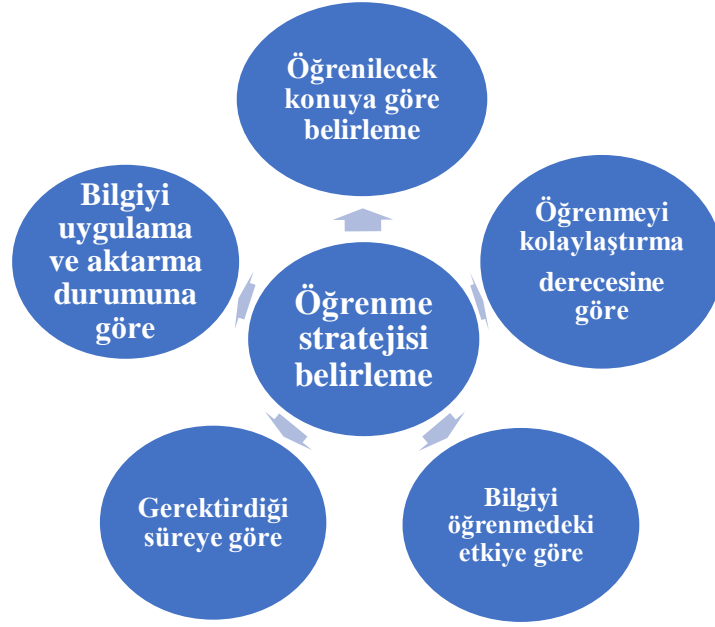 Öğrenilecek
konuya göre
belirleme
Bilgiyi
uygulama
ve aktarma
durumuna
göre
Öğrenmeyi
kolaylaştırma
derecesine
göre
Öğrenme
stratejisi
belirleme
Gerektirdiği
süreye göre
Bilgiyi
öğrenmedeki
etkiye göre